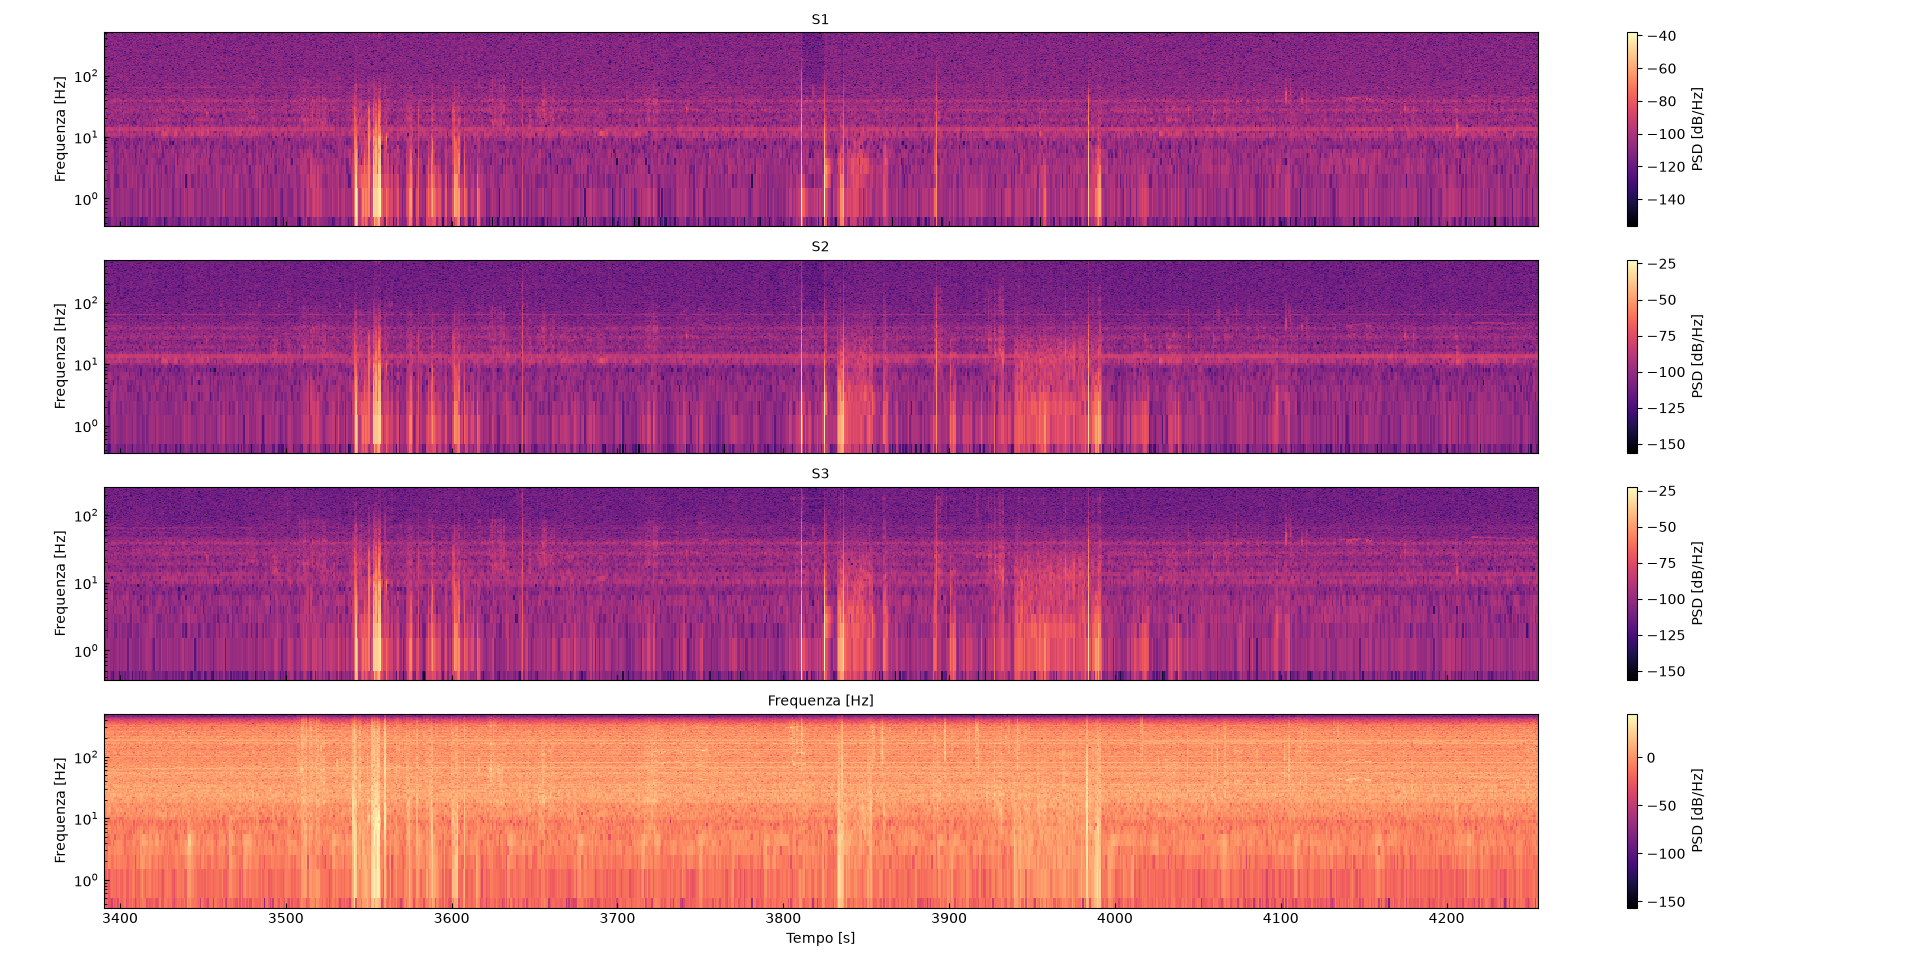 S1
Frequenza [Hz]
10²
10¹
10⁰
−40
−60
−80
−100
−120
−140
PSD [dB/Hz]
S2
Frequenza [Hz]
10²
10¹
10⁰
−25
−50
−75
−100
−125
−150
PSD [dB/Hz]
S3
Frequenza [Hz]
10²
10¹
10⁰
−25
−50
−75
−100
−125
−150
PSD [dB/Hz]
Frequenza [Hz]
Frequenza [Hz]
10²
10¹
10⁰
0
−50
−100
−150
PSD [dB/Hz]
3400 3500 3600 3700 3800 3900 4000 4100 4200
Tempo [s]